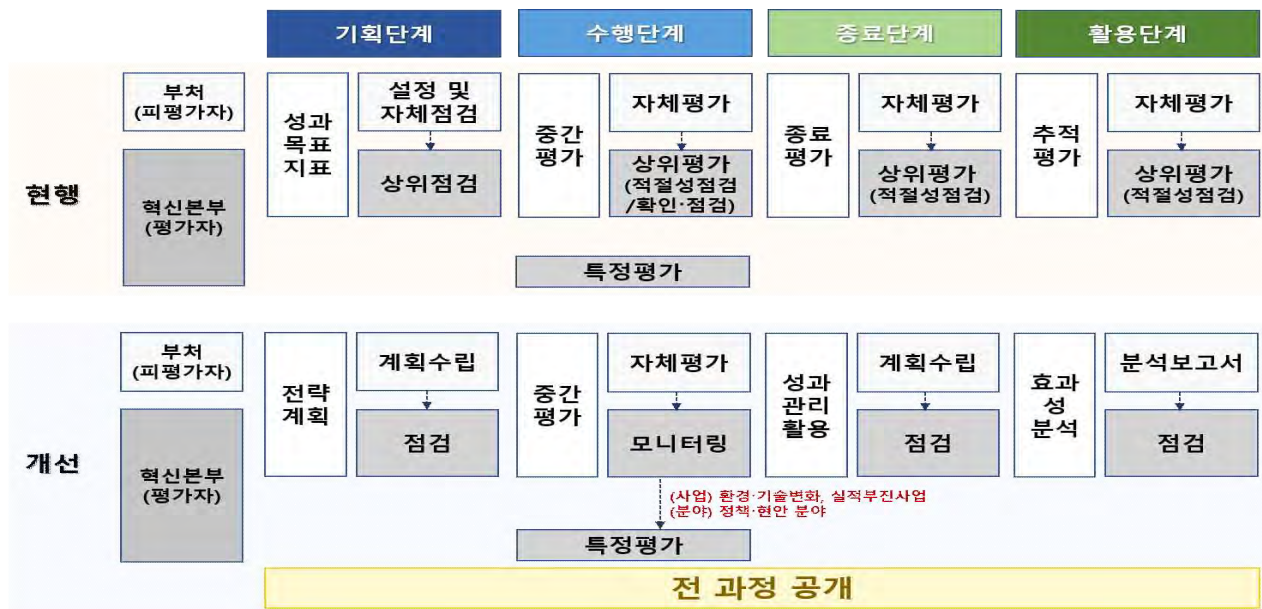 기획단계
수행단계
종료단계
활용단계
현행
부처
(피평가자)
혁신본부
(평가자)
성과
목표
지표
설정 및
자체점검
상위점검
중간
평가
자체평가
상위평가
(적절성점검
/확인·점검)
특정평가
종료
평가
자체평가
상위평가
(적절성점검)
추적
평가
자체평가
상위평가
(적절성점검)
개선
부처
(피평가자)
혁신본부
(평가자)
전략
계획
계획수립
점검
중간
평가
자체평가
모니터링
(사업) 환경·기술변화, 실적부진사업
(분야) 정책·현안 분야
특정평가
성과
관리
활용
계획수립
점검
효과
성
분석
분석보고서
점검
전 과정 공개